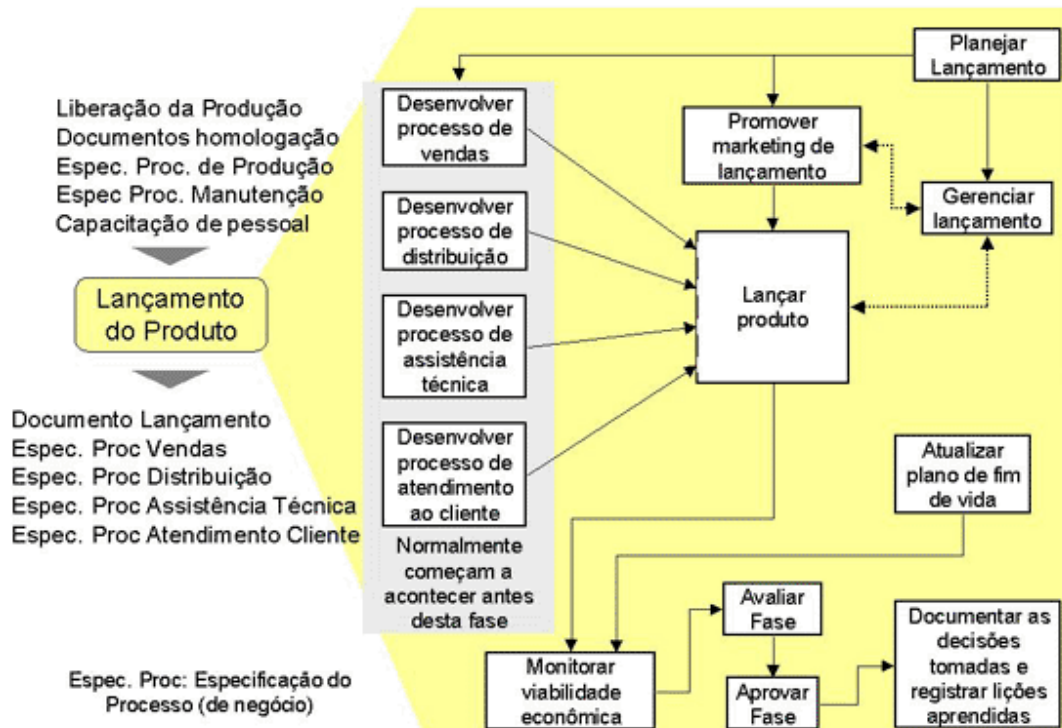 Liberação da Produção
Documentos homologação
Espec. Proc. de Produção
Espec Proc. Manutenção
Capacitação de pessoal
Lançamento
do Produto
Documento Lançamento
Espec. Proc Vendas
Espec. Proc Distribuição
Espec. Proc Assistência Técnica
Espec. Proc Atendimento Cliente
Espec. Proc: Especificação do
Processo (de negócio)
Desenvolver
processo de
vendas
Desenvolver
processo de
distribuição
Desenvolver
processo de
assistência
técnica
Desenvolver
processo de
atendimento
ao cliente
Normalmente
começam a
acontecer antes
desta fase
Planejar
Lançamento
Promover
marketing de
lançamento
Gerenciar
lançamento
Lançar
produto
Atualizar
plano de fim
de vida
Monitorar
viabilidade
econômica
Avaliar
Fase
Aprovar
Fase
Documentar as
decisões
tomadas e
registrar lições
aprendidas